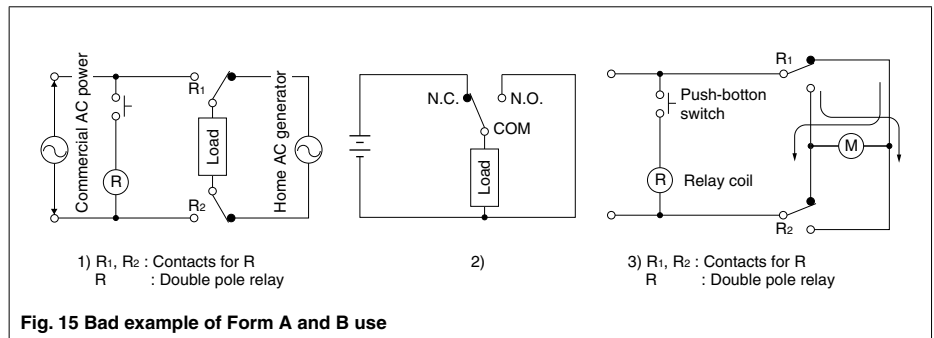 Commercial AC power
R
R1
Load
R2
Home AC generator
1) R1, R2 : Contacts for R
R : Double pole relay
N.C.
N.O.
COM
Load
2)
R1
Push-botton
switch
M
R
Relay coil
R2
3) R1, R2 : Contacts for R
R : Double pole relay
Fig. 15 Bad example of Form A and B use